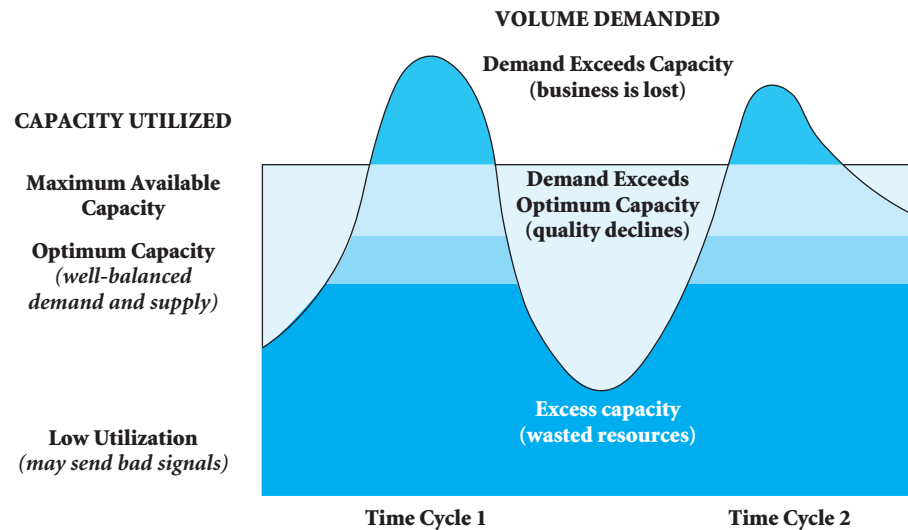 VOLUME DEMANDED
Demand Exceeds Capacity
(business is lost)
CAPACITY UTILIZED
Maximum Available
Capacity
Demand Exceeds
Optimum Capacity
(quality declines)
Optimum Capacity
(well-balanced
demand and supply)
Excess capacity
(wasted resources)
Low Utilization
(may send bad signals)
Time Cycle 1
Time Cycle 2